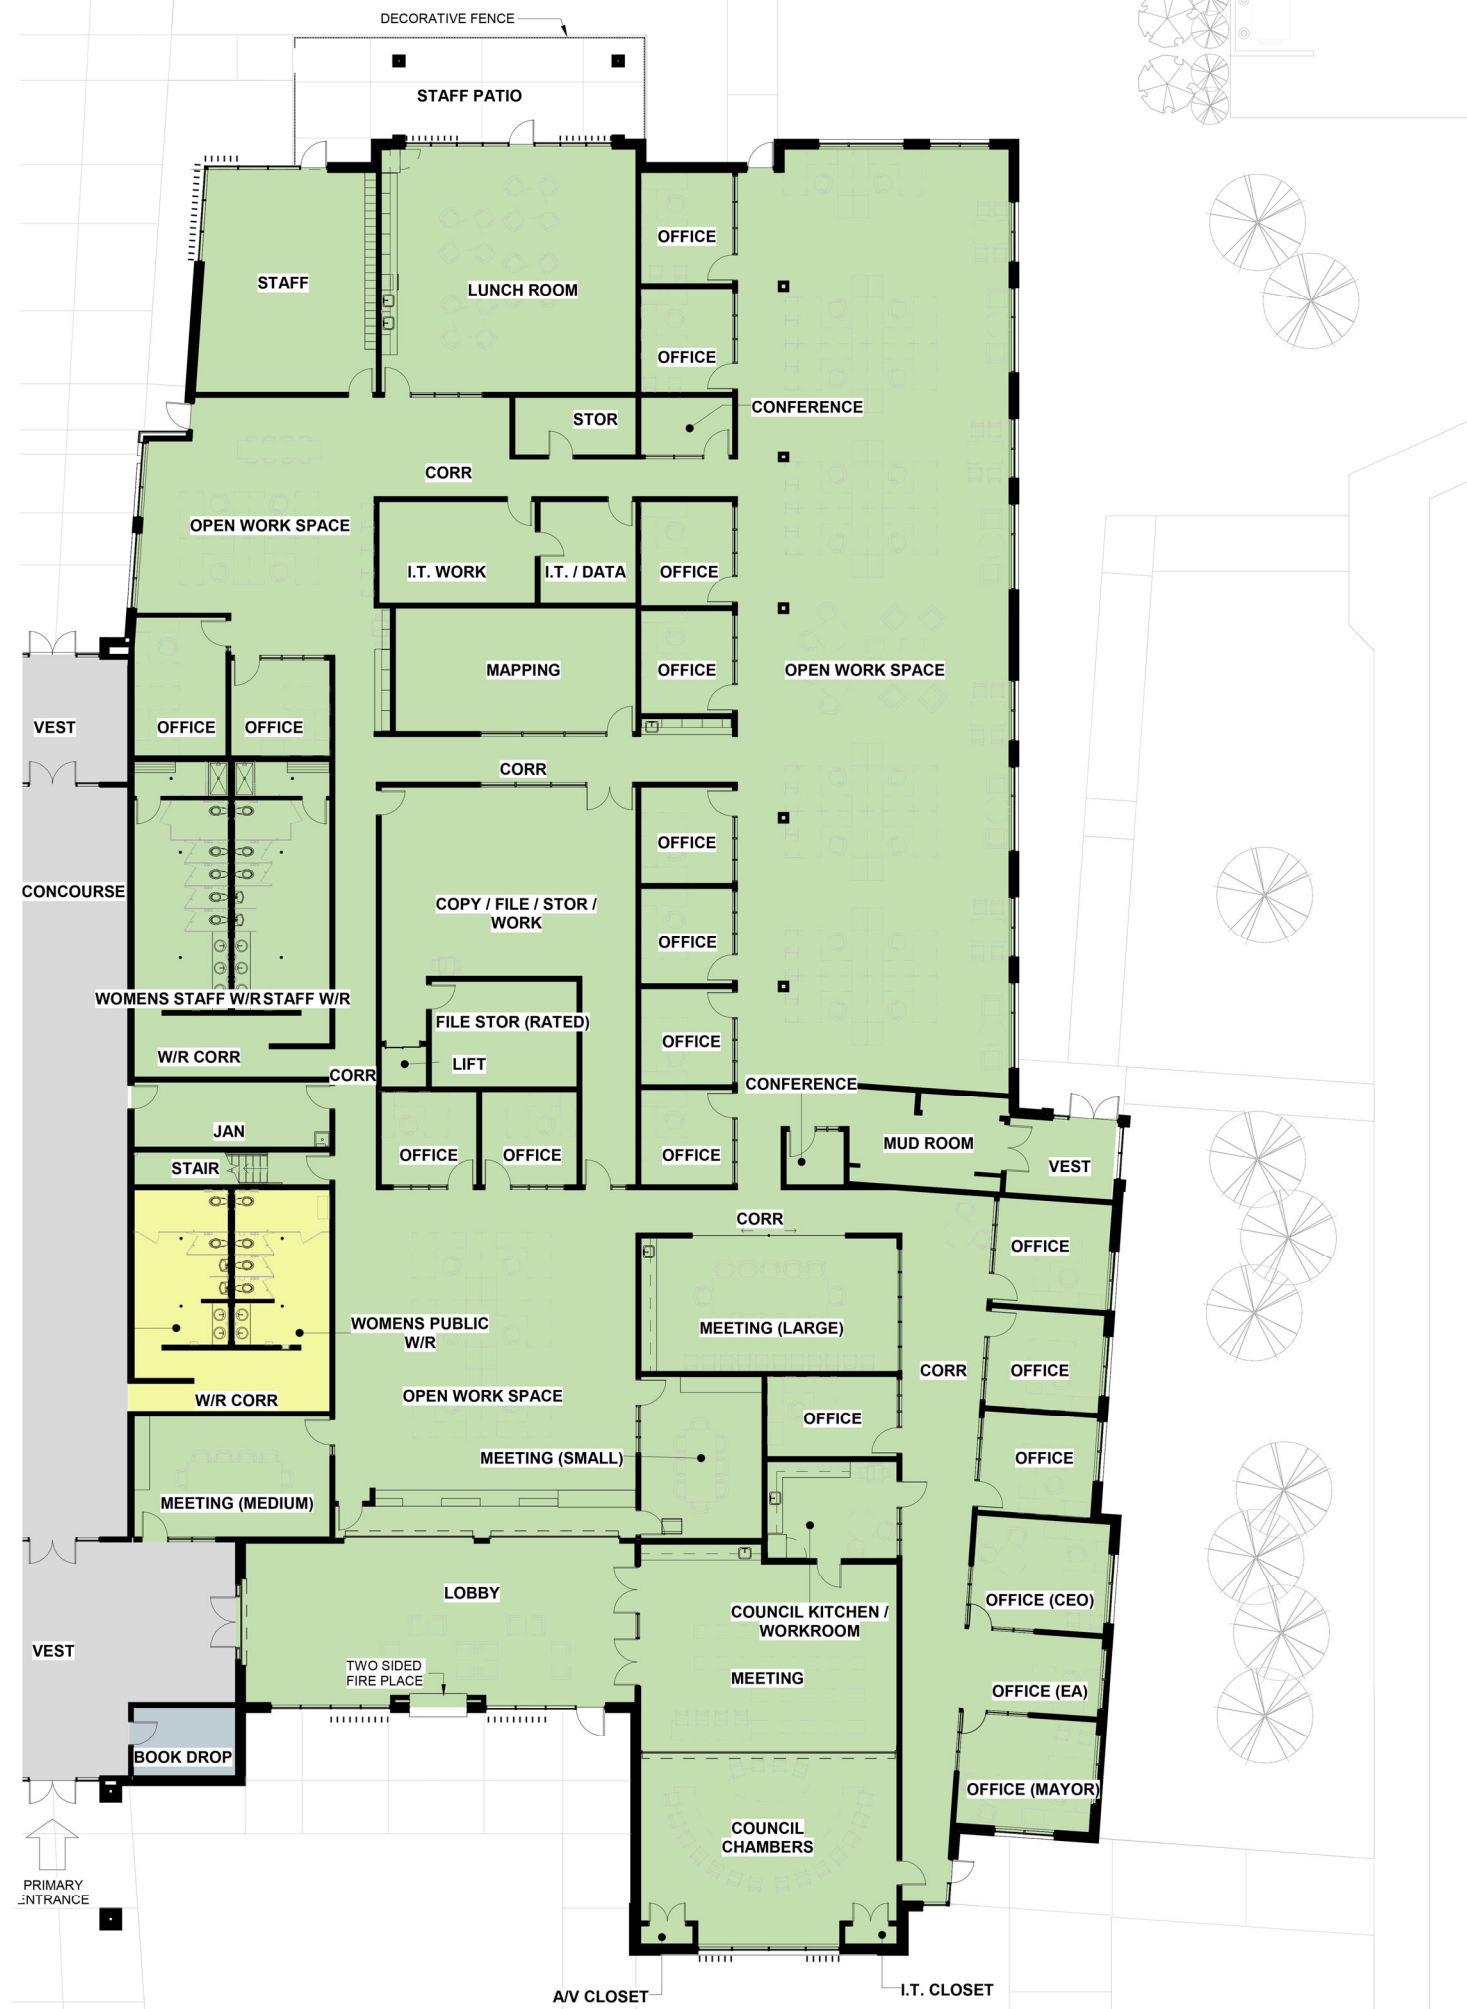 DECORATIVE FENCE
STAFF PATIO
OFFICE
STAFF
LUNCH ROOM
OFFICE
CONFERENCE
STOR
CORR
OPEN WORK SPACE
I.T. WORK
I.T. / DATA
OFFICE
MAPPING
OFFICE
OPEN WORK SPACE
VEST
OFFICE
OFFICE
CORR
OFFICE
CONCOURSE
COPY / FILE / STOR /
WORK
OFFICE
WOMENS STAFF W/R
STAFF W/R
FILE STOR (RATED)
OFFICE
W/R CORR
LIFT
CORR
CONFERENCE
JAN
MUD ROOM
OFFICE
OFFICE
OFFICE
STAIR
VEST
CORR
OFFICE
WOMENS PUBLIC
W/R
MEETING (LARGE)
OFFICE
CORR
W/R CORR
OPEN WORK SPACE
OFFICE
MEETING (SMALL)
OFFICE
MEETING (MEDIUM)
LOBBY
OFFICE (CEO)
COUNCIL KITCHEN /
WORKROOM
VEST
TWO SIDED
FIRE PLACE
MEETING
OFFICE (EA)
BOOK DROP
OFFICE (MAYOR)
COUNCIL
CHAMBERS
PRIMARY
ENTRANCE
A/V CLOSET
I.T. CLOSET